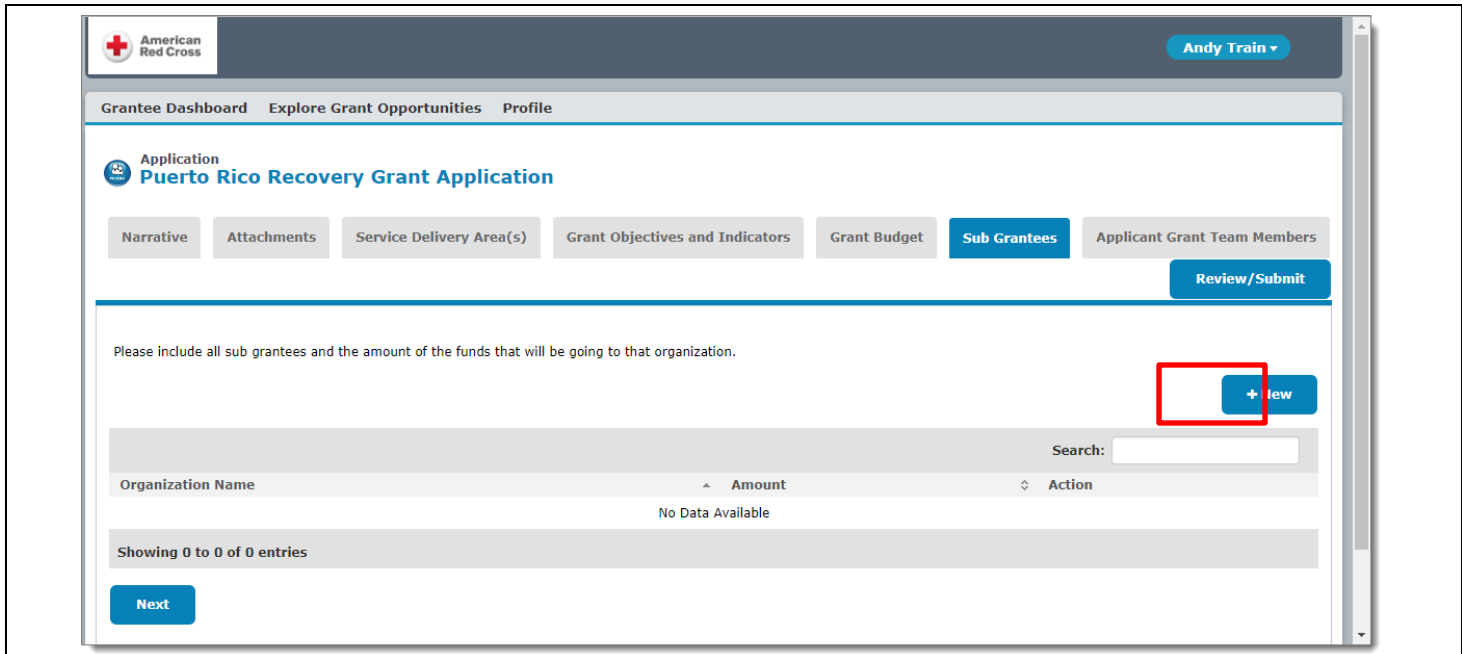 American
Red Cross
Andy Train
Grantee Dashboard Explore Grant Opportunities Profile
Application
Puerto Rico Recovery Grant Application
Narrative Attachments Service Delivery Area(s) Grant Objectives and Indicators Grant Budget Sub Grantees Applicant Grant Team Members
Review/Submit
Please include all sub grantees and the amount of the funds that will be going to that organization.
+ New
Search:
Organization Name Amount Action
No Data Available
Showing 0 to 0 of 0 entries
Next